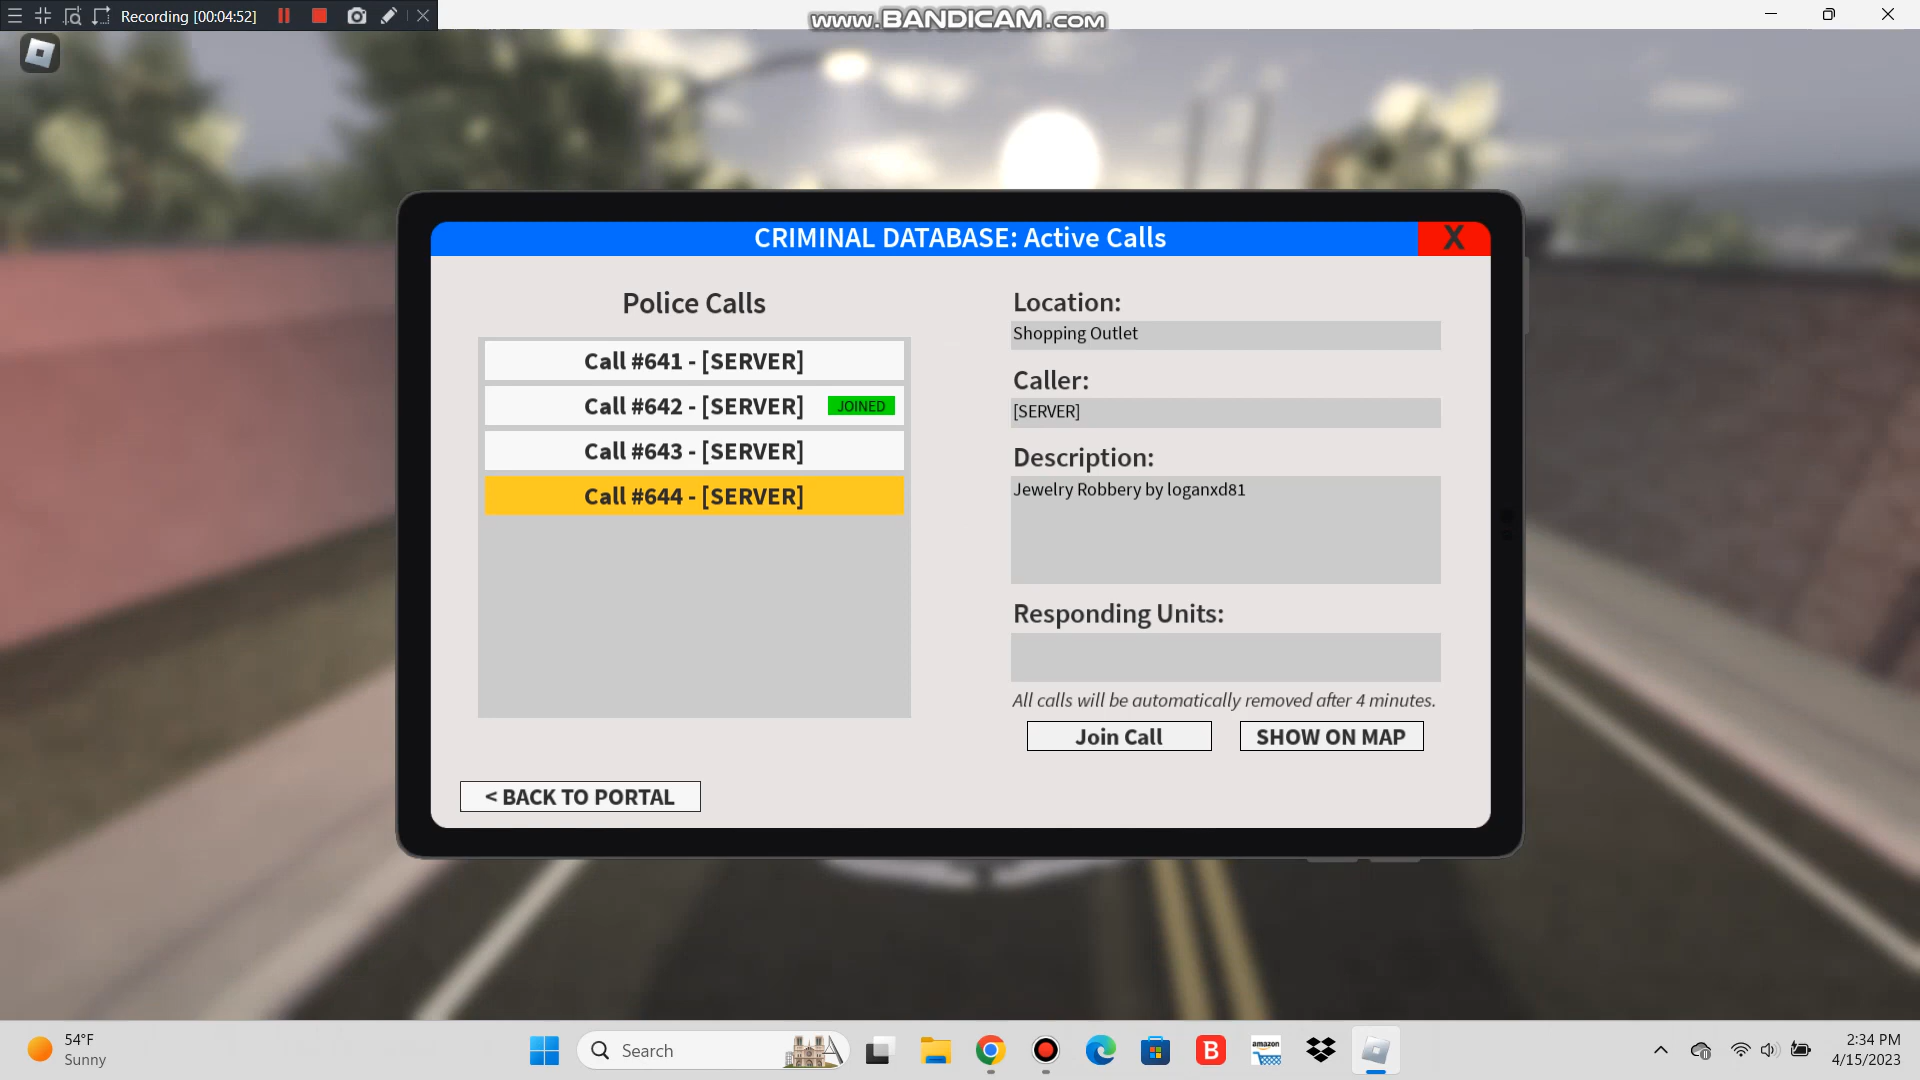 Recording [00:04:52]
www.BANDICAM.com
CRIMINAL DATABASE: Active Calls
X
Police Calls
Call #641 - [SERVER]
Call #642 - [SERVER]
JOINED
Call #643 - [SERVER]
Call #644 - [SERVER]
< BACK TO PORTAL
Location:
Shopping Outlet
Caller:
[SERVER]
Description:
Jewelry Robbery by loganxd81
Responding Units:
All calls will be automatically removed after 4 minutes.
Join Call
SHOW ON MAP
54°F
Sunny
Search
B
amazon
2:34 PM
4/15/2023